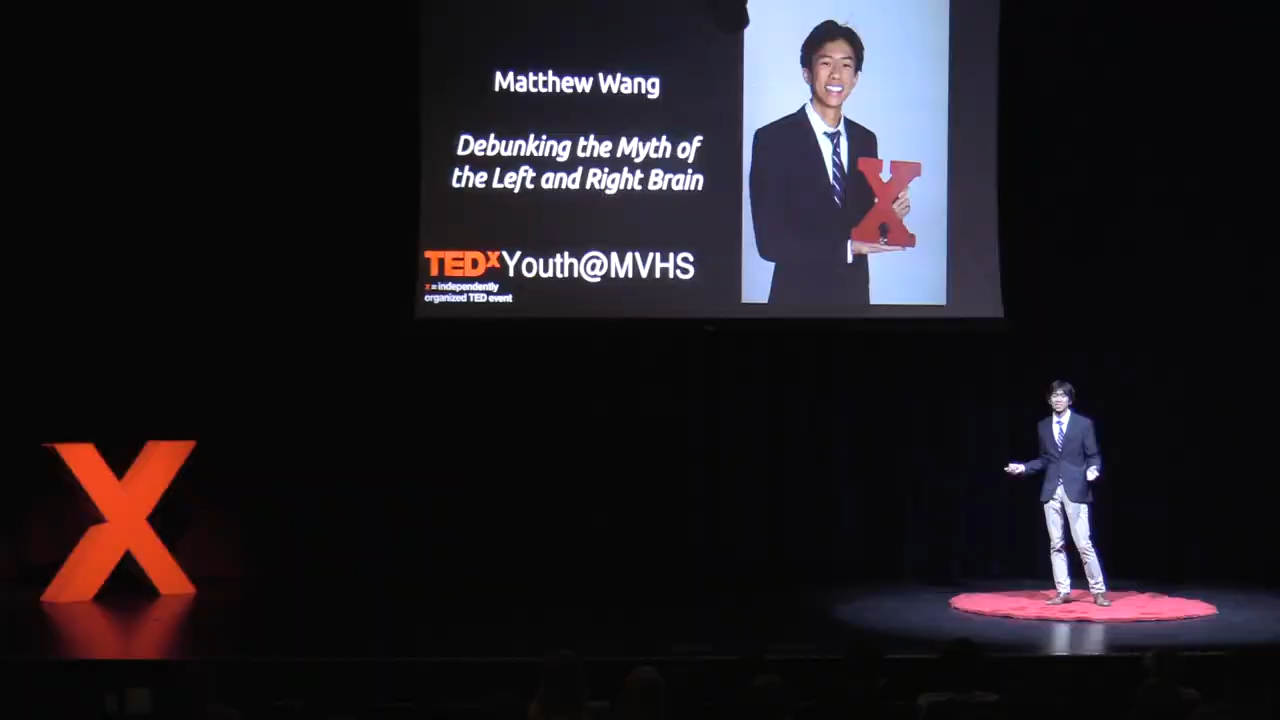 Matthew Wang
Debunking the Myth of
the Left and Right Brain
TEDxYouth@MVHS
x = independently
organized TED event
X
X